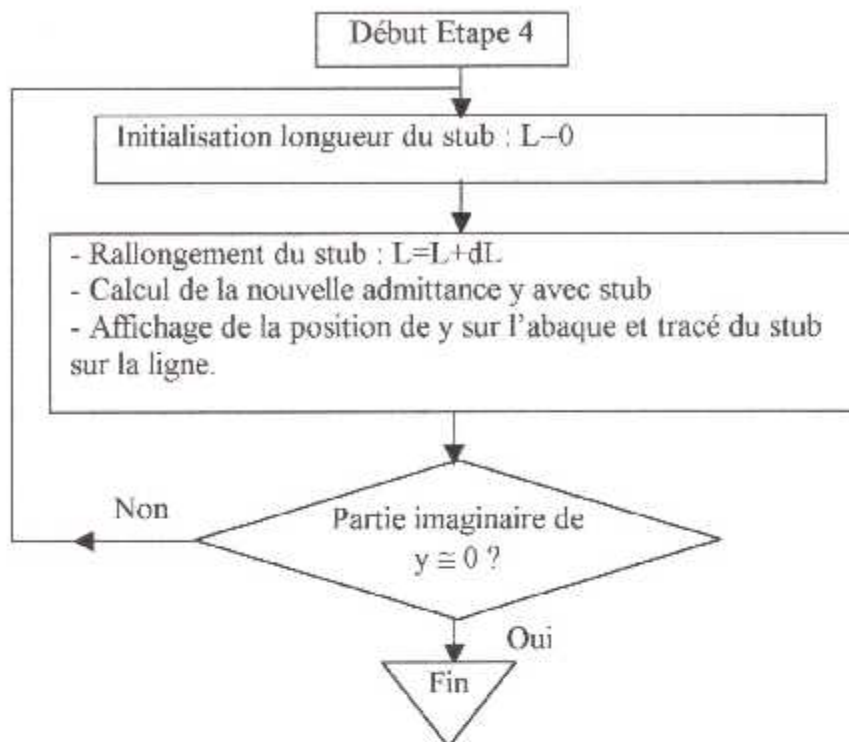 Début Etape 4
Initialisation longueur du stub : L–0
- Rallongement du stub : L=L+dL
- Calcul de la nouvelle admittance y avec stub
- Affichage de la position de y sur l'abaque et tracé du stub
sur la ligne.
Non
Partie imaginaire de
y ≅ 0 ?
Oui
Fin